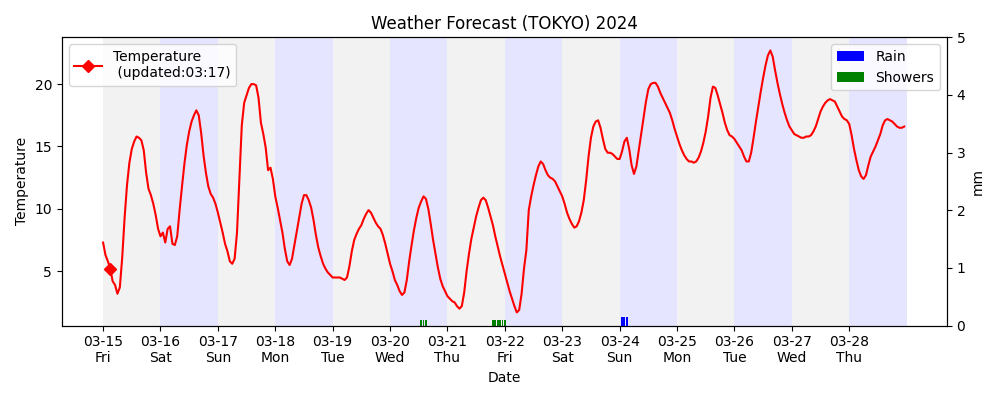 Weather Forecast (TOKYO) 2024
Temperature
(updated:03:17)
Rain
Showers
Temperature
20
15
10
5
5
4
3
2
1
0
mm
03-15 03-16 03-17 03-18 03-19 03-20 03-21 03-22 03-23 03-24 03-25 03-26 03-27 03-28
Fri Sat Sun Mon Tue Wed Thu Fri Sat Sun Mon Tue Wed Thu
Date